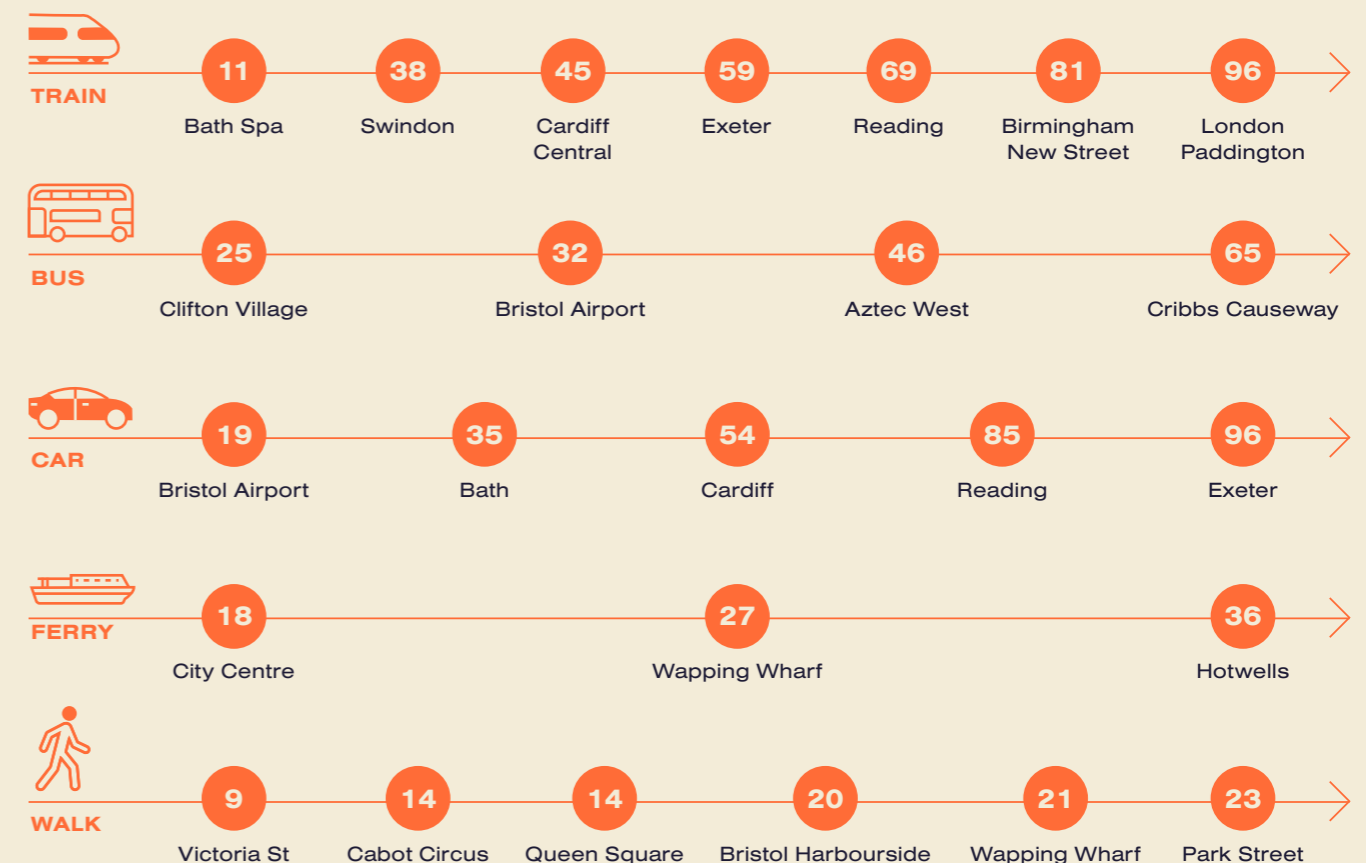 11 38 45 59 69 81 96
TRAIN
Bath Spa Swindon Cardiff Exeter Reading Birmingham London
Central New Street Paddington
25 32 46 65
BUS
Clifton Village Bristol Airport Aztec West Cribbs Causeway
19 35 54 85 96
CAR
Bristol Airport Bath Cardiff Reading Exeter
18 27 36
FERRY
City Centre Wapping Wharf Hotwells
9 14 14 20 21 23
WALK
Victoria St Cabot Circus Queen Square Bristol Harbourside Wapping Wharf Park Street